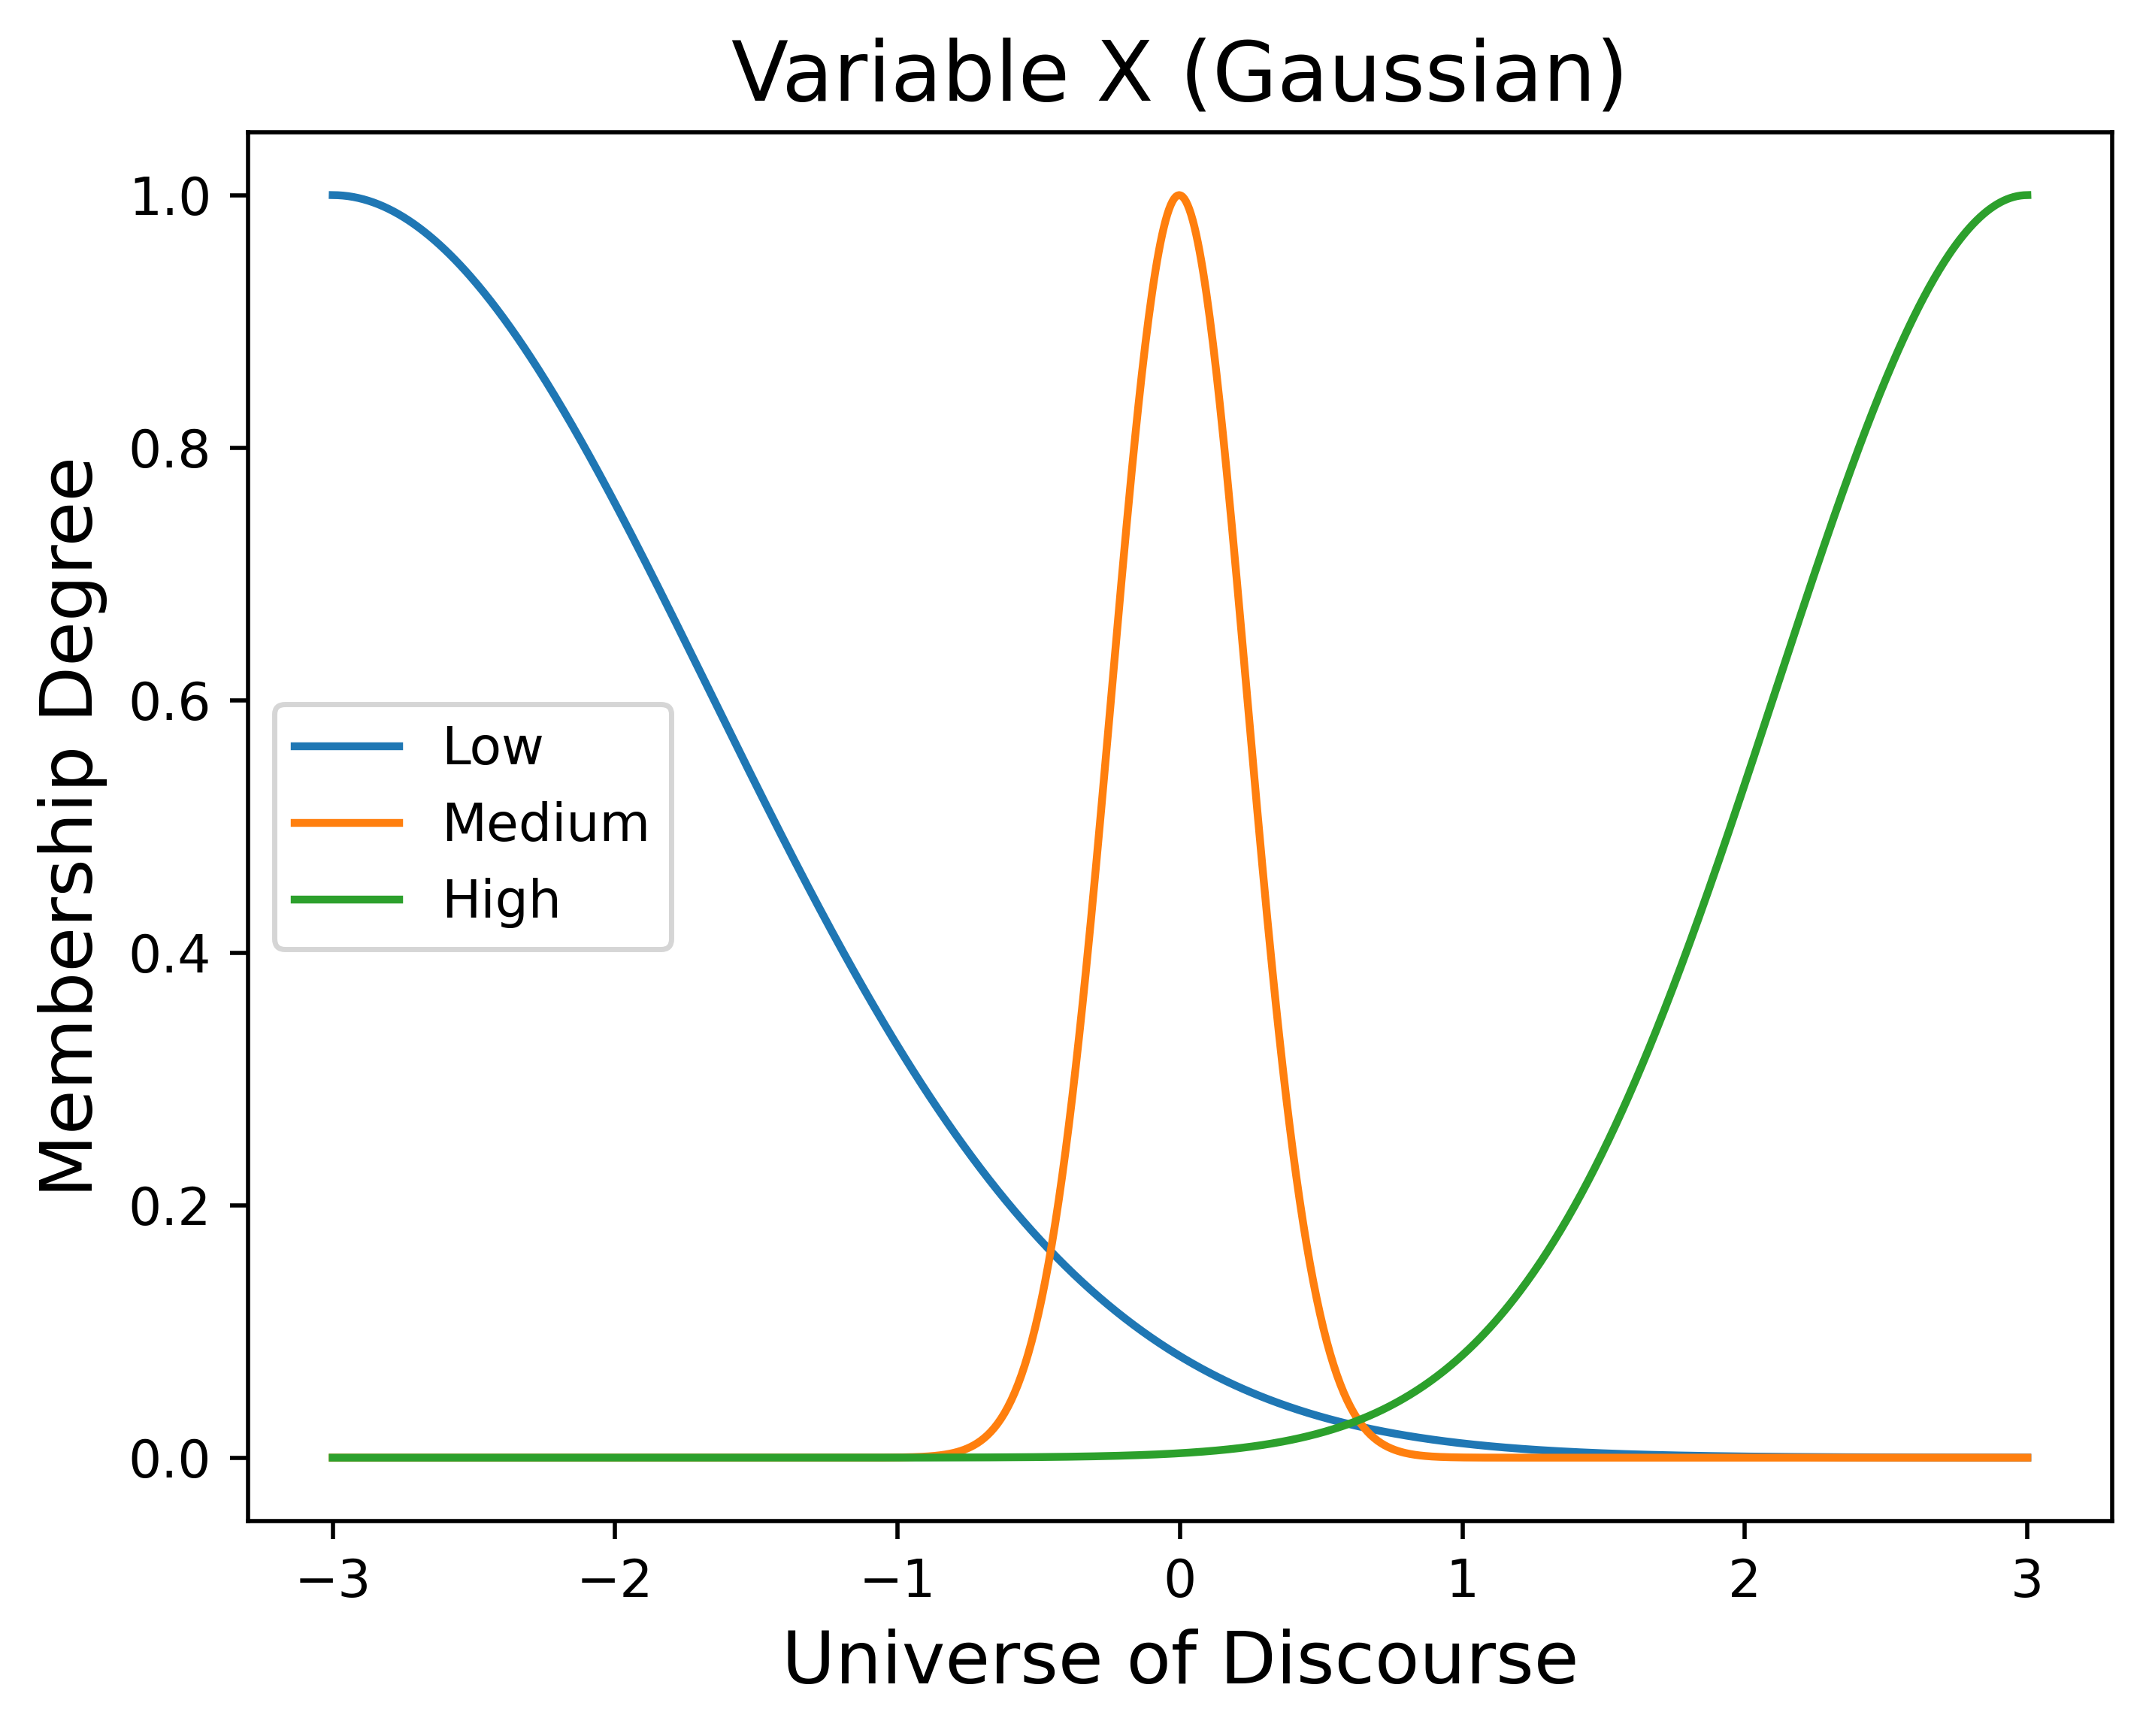 Variable X (Gaussian)
Membership Degree
1.0
0.8
0.6
0.4
0.2
0.0
Low
Medium
High
−3
−2
−1
0
1
2
3
Universe of Discourse